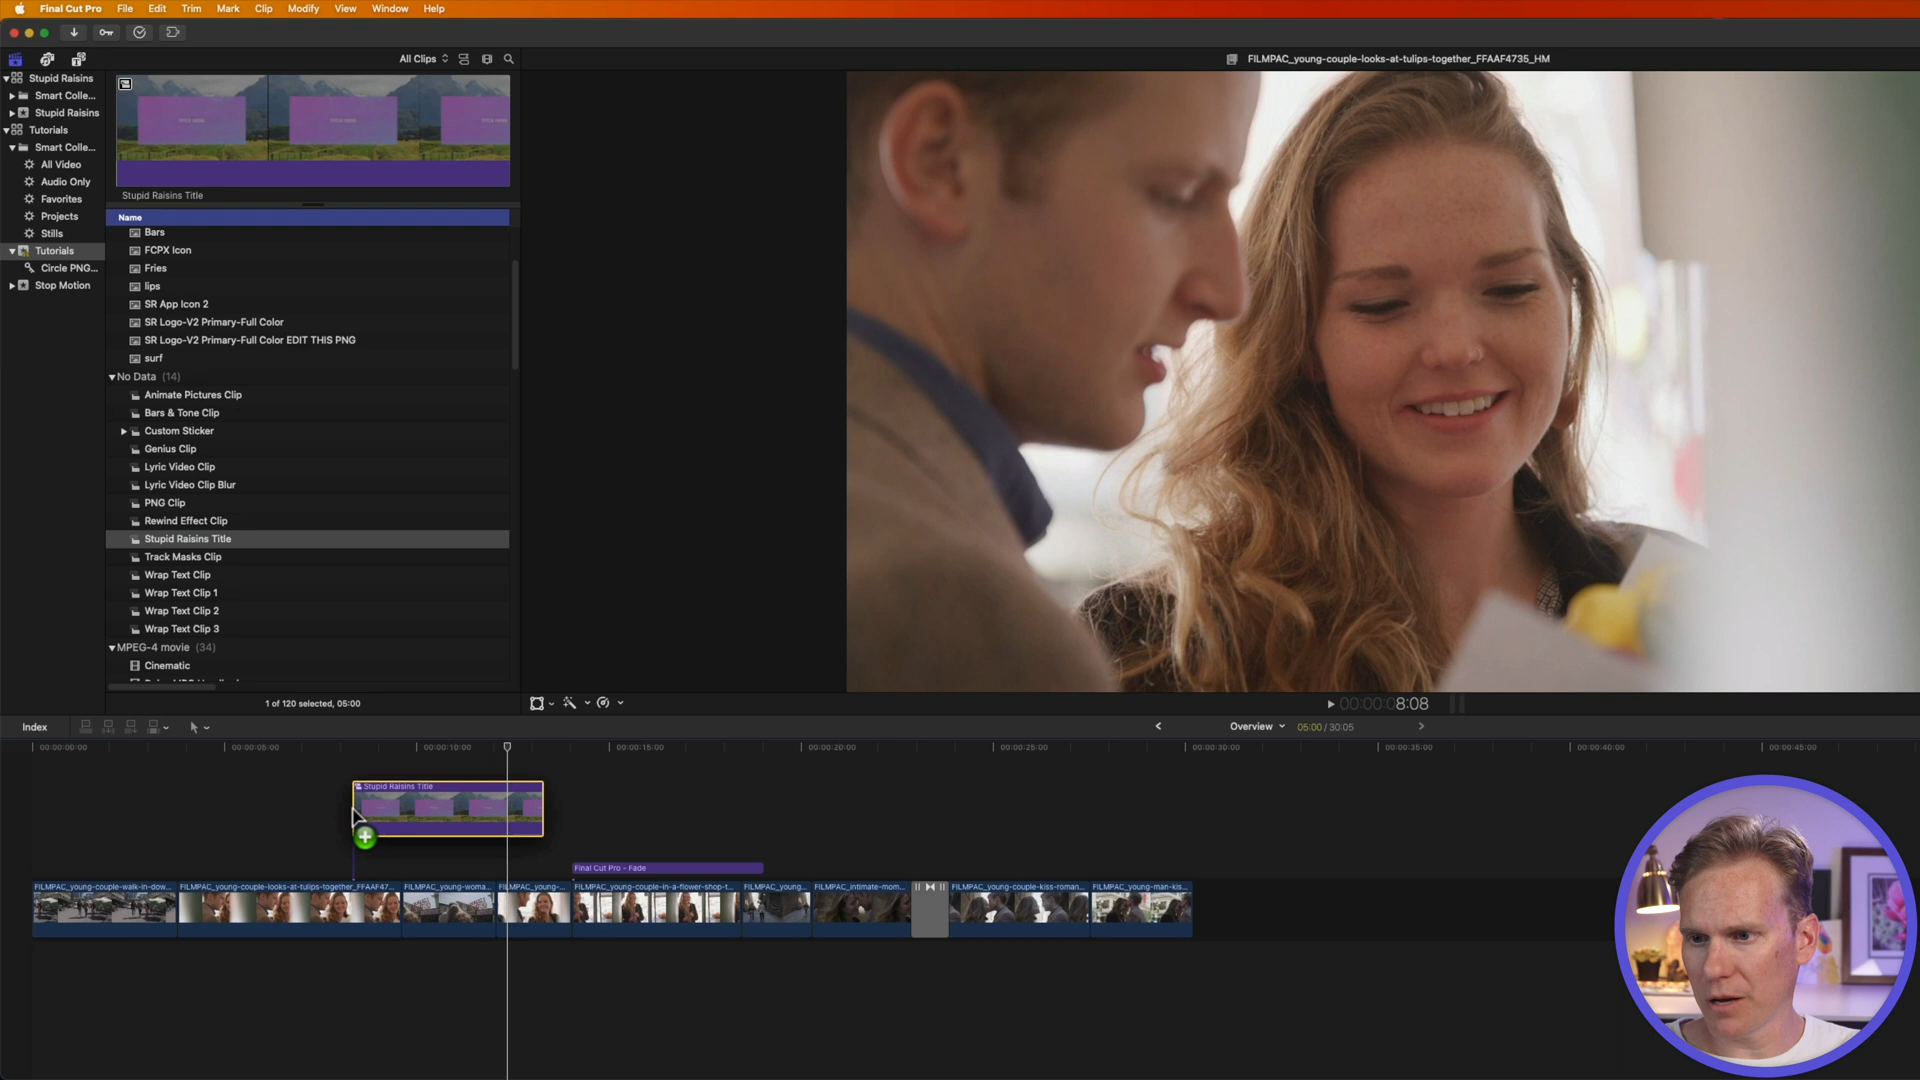 Final Cut Pro File Edit Trim Mark Clip Modify View Window Help
All Clips
FILMPAC_young-couple-looks-at-tulips-together_FFAAF4735_HM
Stupid Raisins
Smart Colle...
Stupid Raisins
Tutorials
Smart Colle...
All Video
Audio Only
Favorites
Projects
Stills
Tutorials
Circle PNG...
Stop Motion
TITLE HERE
TITLE HERE
Stupid Raisins Title
Name
Bars
FCPX Icon
Fries
lips
SR App Icon 2
SR Logo-V2 Primary-Full Color
SR Logo-V2 Primary-Full Color EDIT THIS PNG
surf
No Data (14)
Animate Pictures Clip
Bars & Tone Clip
Custom Sticker
Genius Clip
Lyric Video Clip
Lyric Video Clip Blur
PNG Clip
Rewind Effect Clip
Stupid Raisins Title
Track Masks Clip
Wrap Text Clip
Wrap Text Clip 1
Wrap Text Clip 2
Wrap Text Clip 3
MPEG-4 movie (34)
Cinematic
1 of 120 selected, 05:00
00:00:08:08
Index
Overview
05:00 / 30:05
00:00:00:00 00:00:05:00 00:00:10:00 00:00:15:00 00:00:20:00 00:00:25:00 00:00:30:00 00:00:35:00 00:00:40:00 00:00:45:00
Stupid Raisins Title
Final Cut Pro - Fade
FILMPAC_young-couple-walk-in-dow... FILMPAC_young-couple-looks-at-tulips-together_FFAAF47... FILMPAC_young-woma... FILMPAC_young-... FILMPAC_young-couple-in-a-flower-shop-t... FILMPAC_young... FILMPAC_intimate-mom... FILMPAC_young-couple-kiss-roman... FILMPAC_young-man-kis...